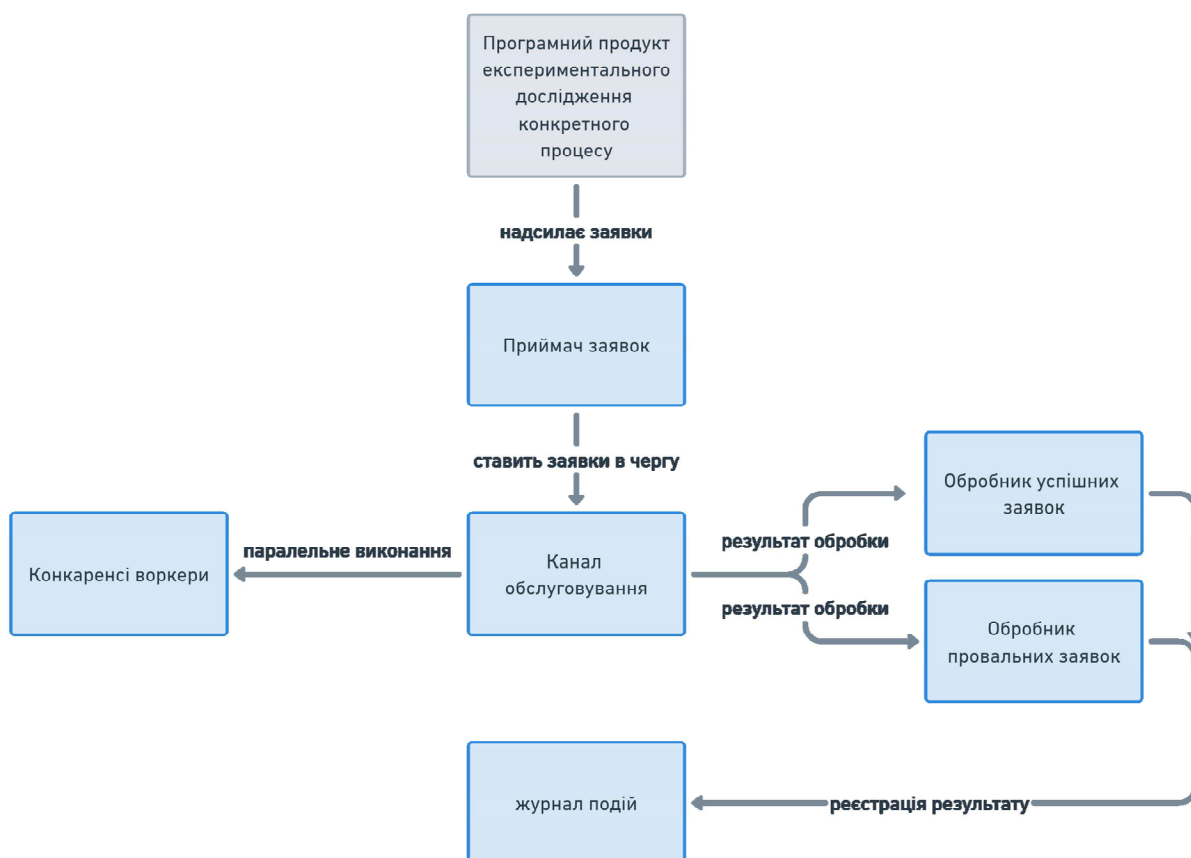 Програмний продукт
експериментального
дослідження
конкретного
процесу
надсилає заявки
Приймач заявок
ставить заявки в чергу
Обробник успішних
заявок
результат обробки
паралельне виконання
Конкаренсі воркери
Канал
обслуговування
результат обробки
Обробник
провальних заявок
журнал подій
реєстрація результату